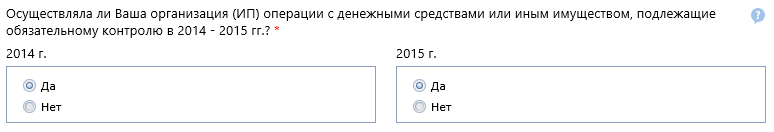 Осуществляла ли Ваша организация (ИП) операции с денежными средствами или иным имуществом, подлежащие
обязательному контролю в 2014 - 2015 гг.? *
?
2014 г.
2015 г.
Да
Да
Нет
Нет